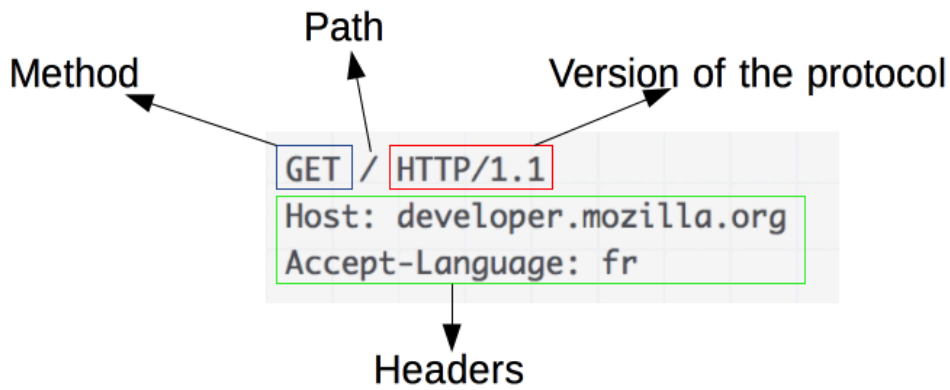 Path
Method
Version of the protocol
GET / HTTP/1.1
Host: developer.mozilla.org
Accept-Language: fr
Headers